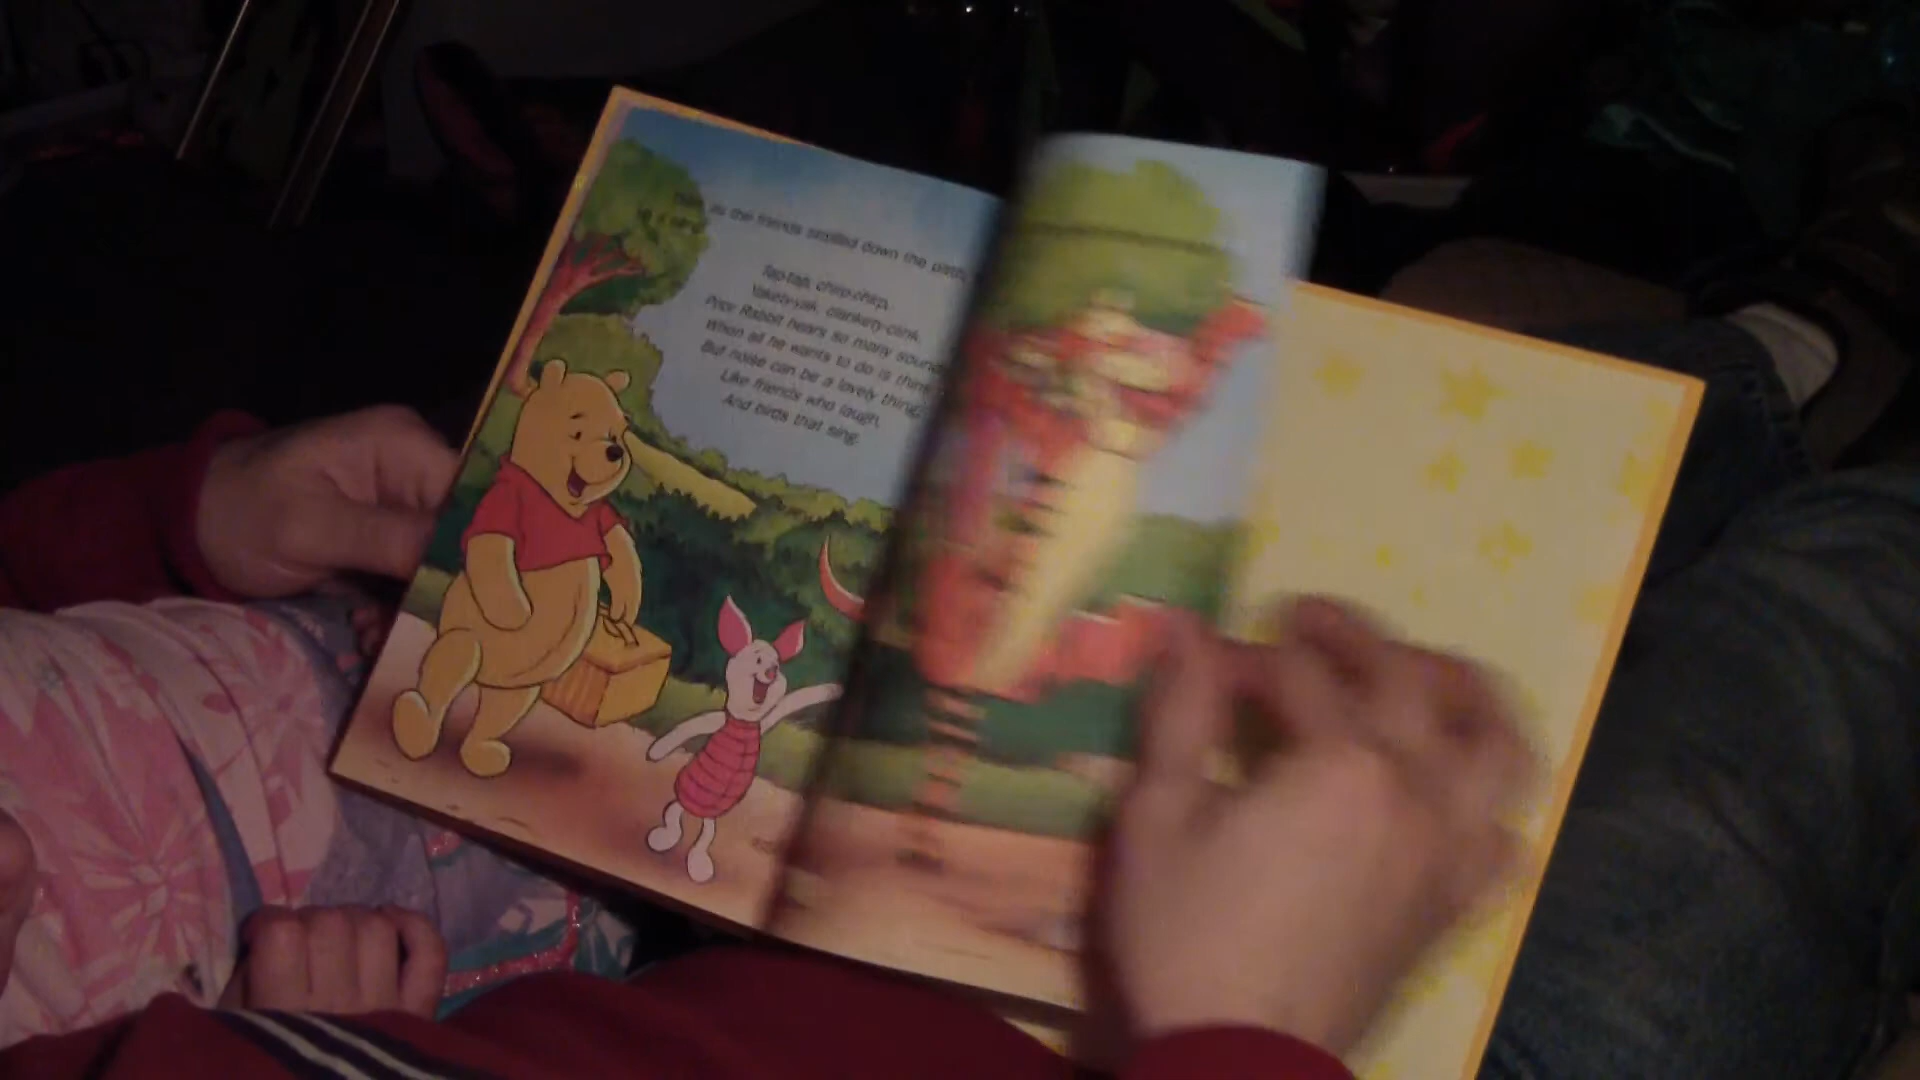 as the friends strolled down the path,
Tap-tap, chirp-chirp,
Yakety-yak, clankety-clink.
Poor Rabbit hears so many sounds
When all he wants to do is think
But noise can be a lovely thing,
Like friends who laugh,
And birds that sing.